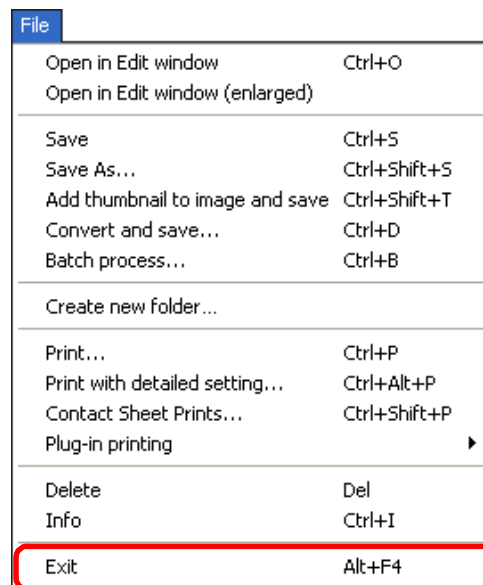 File
Open in Edit window Ctrl+O
Open in Edit window (enlarged)
Save Ctrl+S
Save As... Ctrl+Shift+S
Add thumbnail to image and save Ctrl+Shift+T
Convert and save... Ctrl+D
Batch process... Ctrl+B
Create new folder...
Print... Ctrl+P
Print with detailed setting... Ctrl+Alt+P
Contact Sheet Prints... Ctrl+Shift+P
Plug-in printing
Delete Del
Info Ctrl+I
Exit Alt+F4